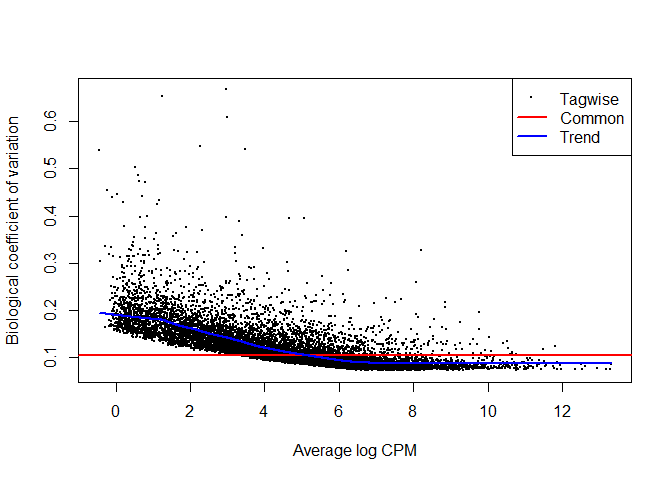 Tagwise
Common
Trend
Biological coefficient of variation
0.6
0.5
0.4
0.3
0.2
0.1
0 2 4 6 8 10 12
Average log CPM